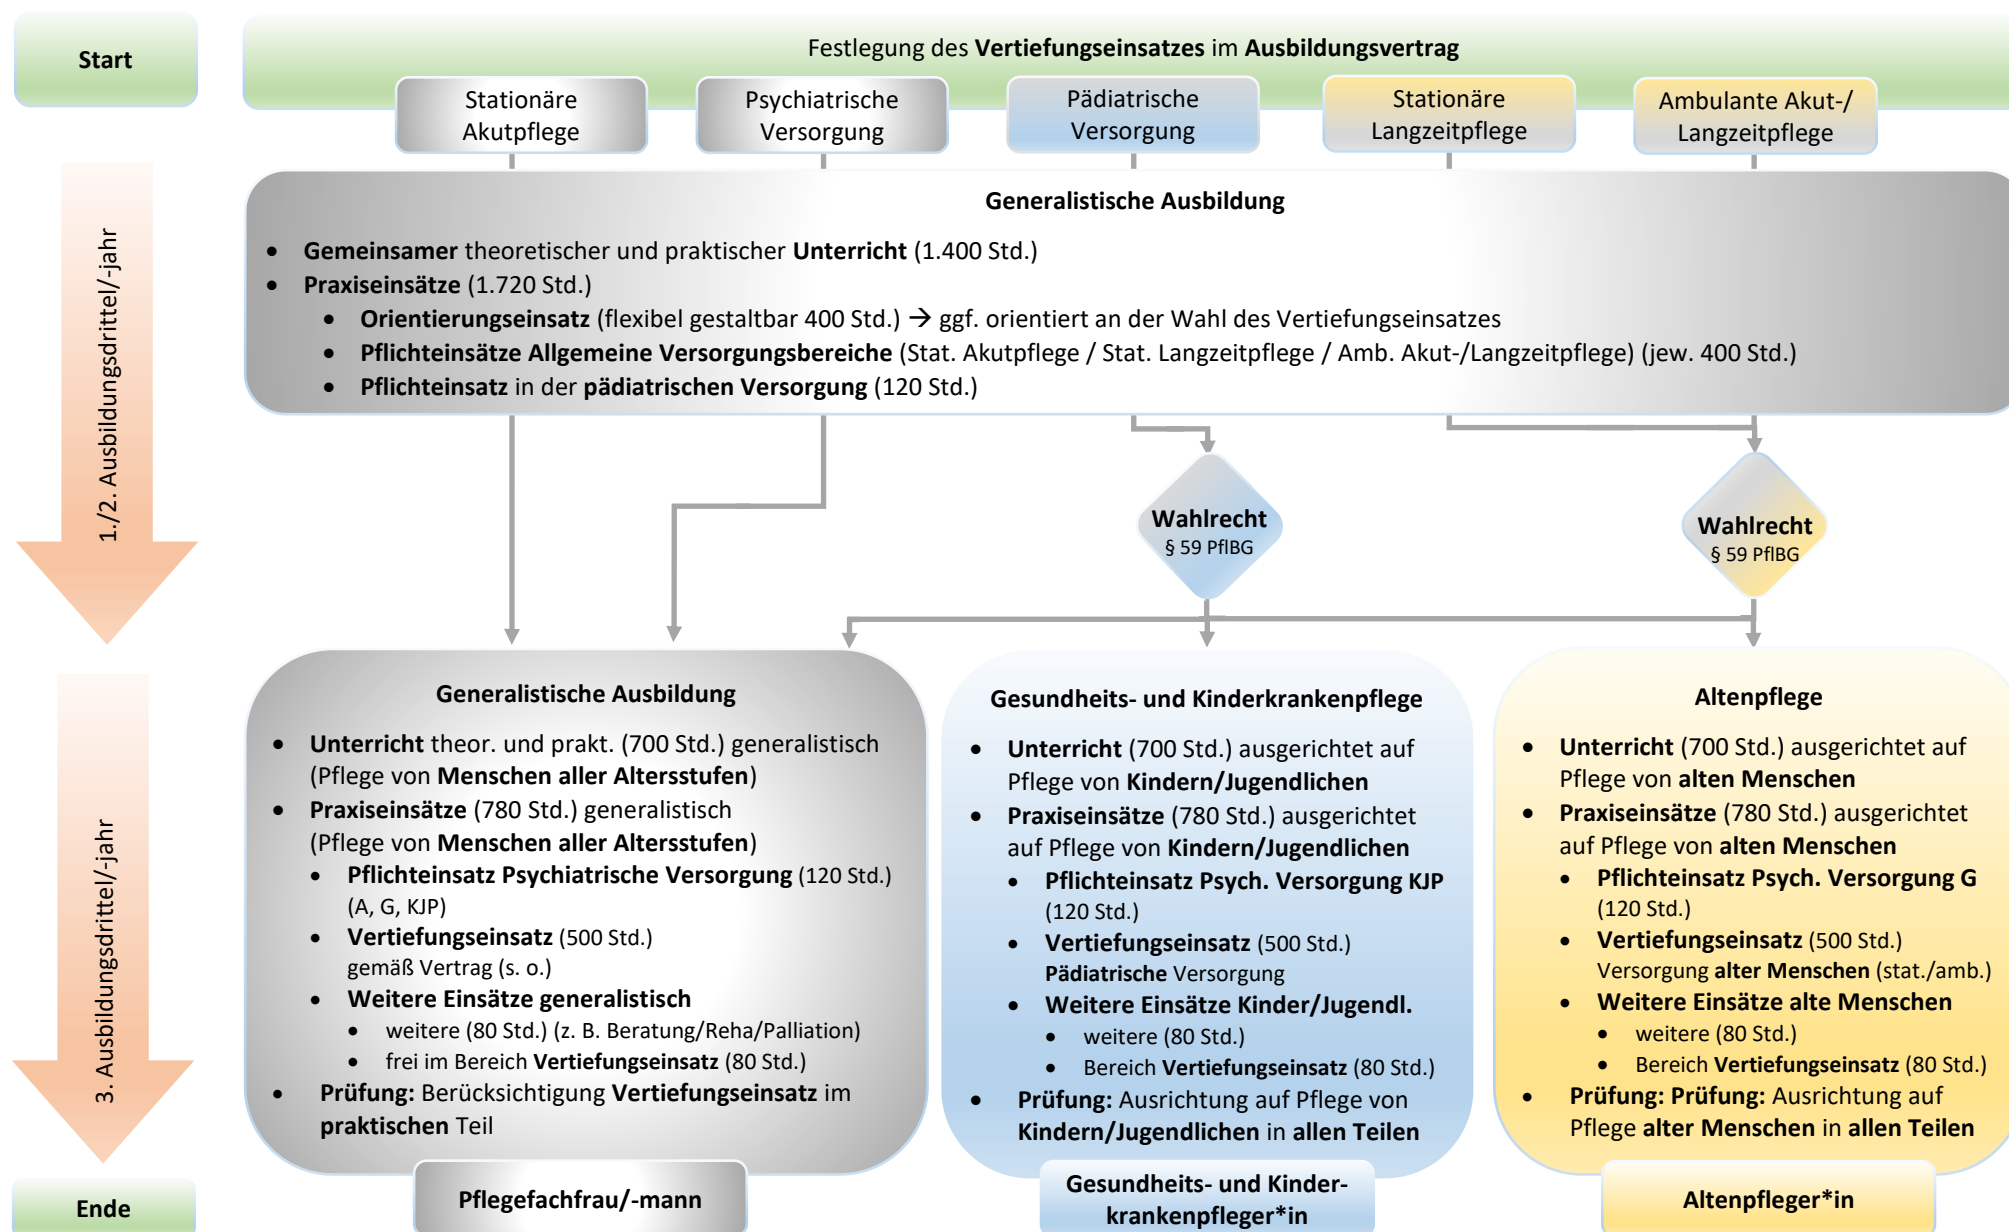 Start
Festlegung des Vertiefungseinsatzes im Ausbildungsvertrag
Stationäre
Akutpflege
Psychiatrische
Versorgung
Pädiatrische
Versorgung
Stationäre
Langzeitpflege
Ambulante Akut-/
Langzeitpflege
1./2. Ausbildungsdrittel/-jahr
Generalistische Ausbildung
• Gemeinsamer theoretischer und praktischer Unterricht (1.400 Std.)
• Praxiseinsätze (1.720 Std.)
• Orientierungseinsatz (flexibel gestaltbar 400 Std.) → ggf. orientiert an der Wahl des Vertiefungseinsatzes
• Pflichteinsätze Allgemeine Versorgungsbereiche (Stat. Akutpflege / Stat. Langzeitpflege / Amb. Akut-/Langzeitpflege) (jew. 400 Std.)
• Pflichteinsatz in der pädiatrischen Versorgung (120 Std.)
Wahlrecht
§ 59 PflBG
Wahlrecht
§ 59 PflBG
3. Ausbildungsdrittel/-jahr
Generalistische Ausbildung
• Unterricht theor. und prakt. (700 Std.) generalistisch
(Pflege von Menschen aller Altersstufen)
• Praxiseinsätze (780 Std.) generalistisch
(Pflege von Menschen aller Altersstufen)
• Pflichteinsatz Psychiatrische Versorgung (120 Std.)
(A, G, KJP)
• Vertiefungseinsatz (500 Std.)
gemäß Vertrag (s. o.)
• Weitere Einsätze generalistisch
• weitere (80 Std.) (z. B. Beratung/Reha/Palliation)
• frei im Bereich Vertiefungseinsatz (80 Std.)
• Prüfung: Berücksichtigung Vertiefungseinsatz im
praktischen Teil
Gesundheits- und Kinderkrankenpflege
• Unterricht (700 Std.) ausgerichtet auf
Pflege von Kindern/Jugendlichen
• Praxiseinsätze (780 Std.) ausgerichtet
auf Pflege von Kindern/Jugendlichen
• Pflichteinsatz Psych. Versorgung KJP
(120 Std.)
• Vertiefungseinsatz (500 Std.)
Pädiatrische Versorgung
• Weitere Einsätze Kinder/Jugendl.
• weitere (80 Std.)
• Bereich Vertiefungseinsatz (80 Std.)
• Prüfung: Ausrichtung auf Pflege von
Kindern/Jugendlichen in allen Teilen
Altenpflege
• Unterricht (700 Std.) ausgerichtet auf
Pflege von alten Menschen
• Praxiseinsätze (780 Std.) ausgerichtet
auf Pflege von alten Menschen
• Pflichteinsatz Psych. Versorgung G
(120 Std.)
• Vertiefungseinsatz (500 Std.)
Versorgung alter Menschen (stat./amb.)
• Weitere Einsätze alte Menschen
• weitere (80 Std.)
• Bereich Vertiefungseinsatz (80 Std.)
• Prüfung: Prüfung: Ausrichtung auf
Pflege alter Menschen in allen Teilen
Ende
Pflegefachfrau/-mann
Gesundheits- und Kinder-
krankenpfleger*in
Altenpfleger*in